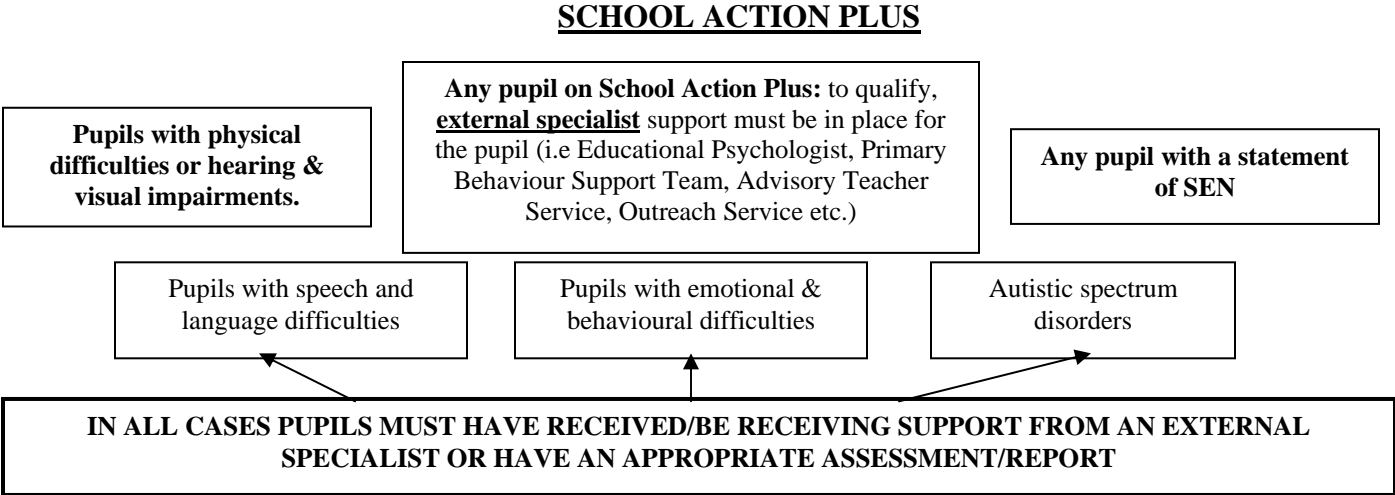 SCHOOL ACTION PLUS
Pupils with physical
difficulties or hearing &
visual impairments.
Any pupil on School Action Plus: to qualify,
external specialist support must be in place for
the pupil (i.e Educational Psychologist, Primary
Behaviour Support Team, Advisory Teacher
Service, Outreach Service etc.)
Any pupil with a statement
of SEN
Pupils with speech and
language difficulties
Pupils with emotional &
behavioural difficulties
Autistic spectrum
disorders
IN ALL CASES PUPILS MUST HAVE RECEIVED/BE RECEIVING SUPPORT FROM AN EXTERNAL
SPECIALIST OR HAVE AN APPROPRIATE ASSESSMENT/REPORT